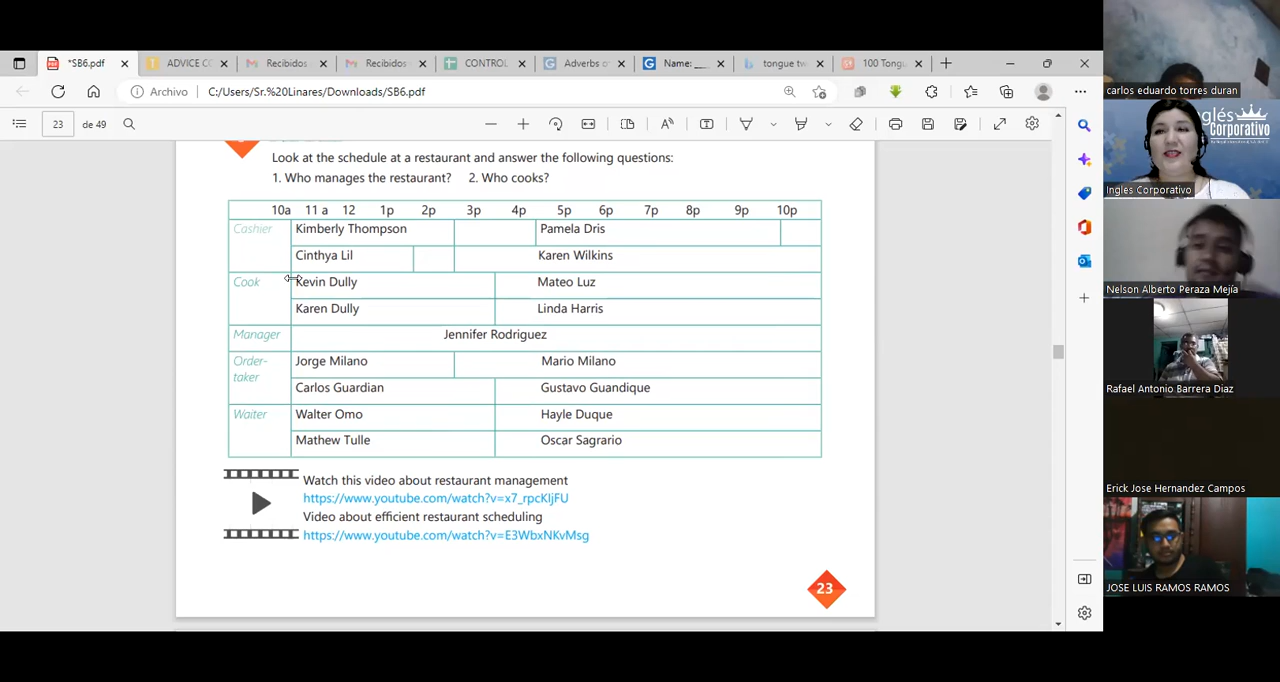 *SB6.pdf
ADVICE CC
Recibidos
Recibidos
CONTROL
Adverbs o
Name: ___
tongue tw
100 Tongu
Archivo
C:/Users/Sr.%20Linares/Downloads/SB6.pdf
23 de 49
Look at the schedule at a restaurant and answer the following questions:
1. Who manages the restaurant? 2. Who cooks?
10a 11 a 12 1p 2p 3p 4p 5p 6p 7p 8p 9p 10p
Cashier Kimberly Thompson Pamela Dris
Cinthya Lil Karen Wilkins
Cook Kevin Dully Mateo Luz
Karen Dully Linda Harris
Manager Jennifer Rodriguez
Order-
taker
Jorge Milano Mario Milano
Carlos Guardian Gustavo Guandique
Waiter Walter Omo Hayle Duque
Mathew Tulle Oscar Sagrario
Watch this video about restaurant management
https://www.youtube.com/watch?v=x7_rpcKIjFU
Video about efficient restaurant scheduling
https://www.youtube.com/watch?v=E3WbxNKvMsg
23
carlos eduardo torres duran
Inglés
Corporativo
Ingles Corporativo
Nelson Alberto Peraza Mejía
Rafael Antonio Barrera Diaz
Erick Jose Hernandez Campos
JOSE LUIS RAMOS RAMOS